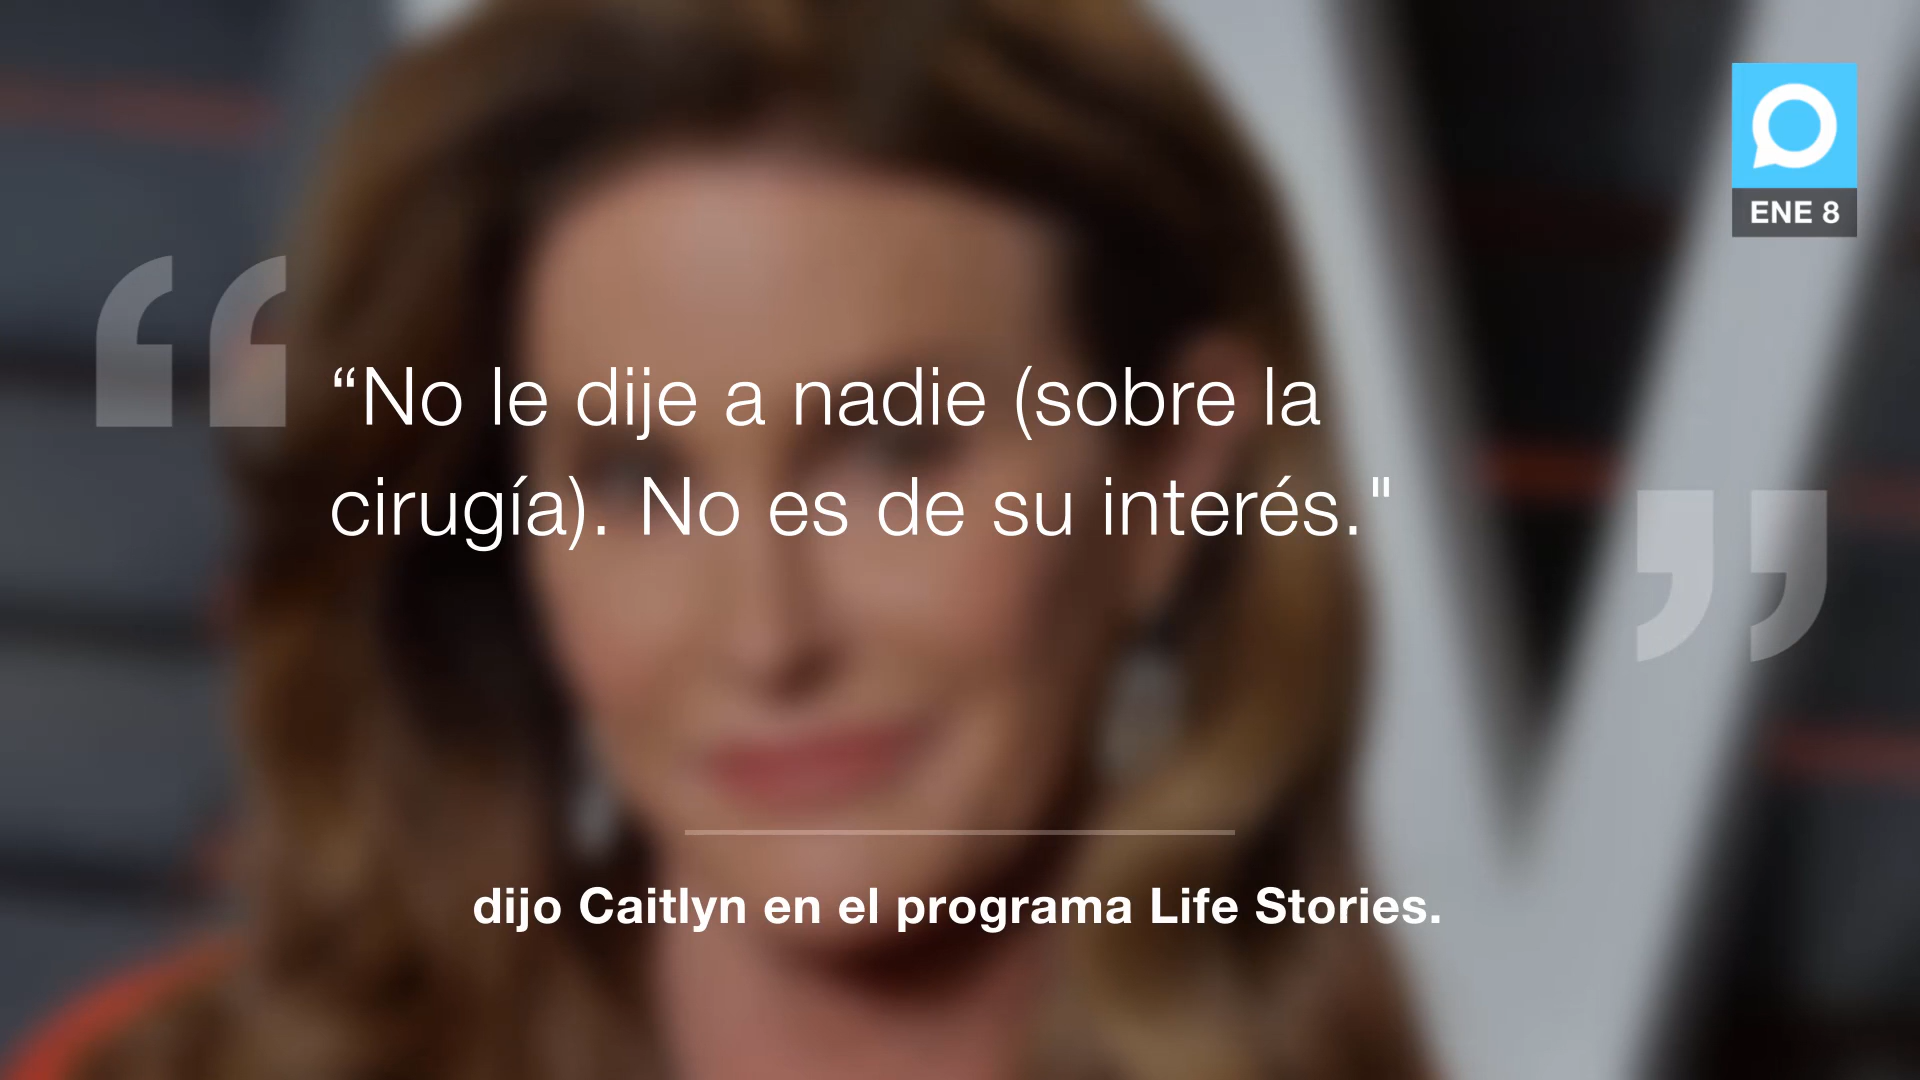 ENE 8
“No le dije a nadie (sobre la
cirugía). No es de su interés."
dijo Caitlyn en el programa Life Stories.